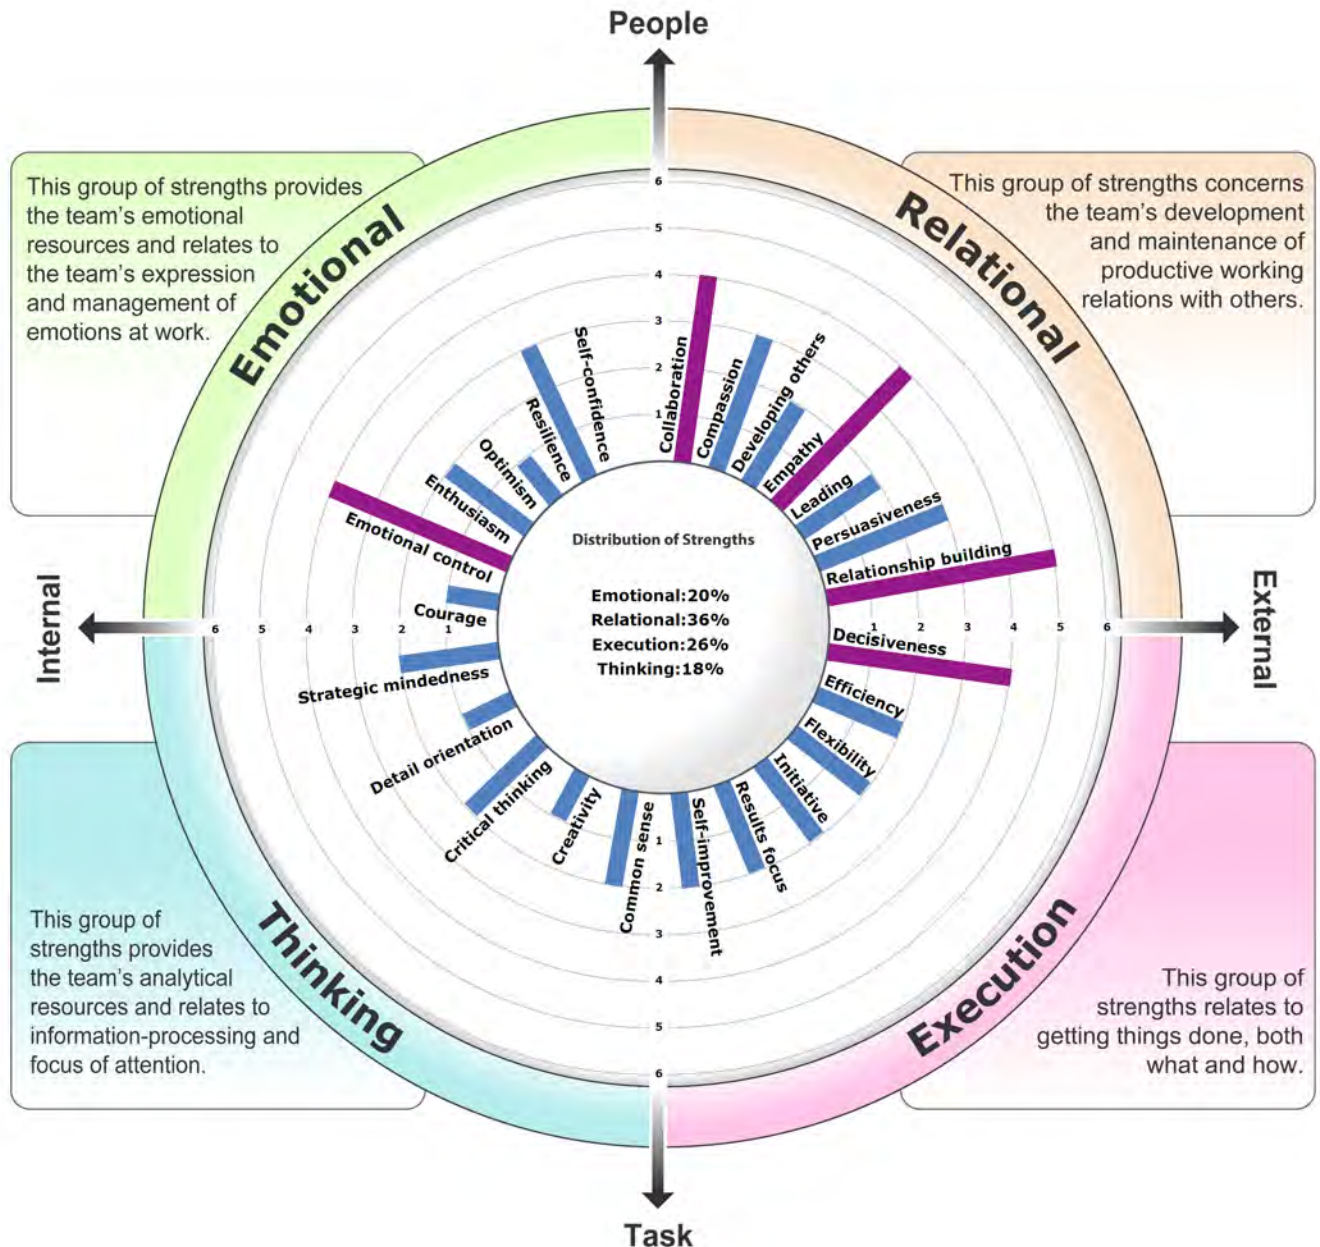 People
This group of strengths provides
the team's emotional
resources and relates to
the team's expression
and management of
emotions at work.
Emotional
Relational
This group of strengths concerns
the team's development
and maintenance of
productive working
relations with others.
6
5
4
3
2
1
Self-confidence
Resilience
Optimism
Enthusiasm
Emotional control
Courage
Collaboration
Compassion
Developing others
Empathy
Leading
Persuasiveness
Relationship building
Distribution of Strengths
Emotional:20%
Relational:36%
Execution:26%
Thinking:18%
Internal
6 5 4 3 2 1
1 2 3 4 5 6
External
Strategic mindedness
Detail orientation
Critical thinking
Creativity
Common sense
Decisiveness
Efficiency
Flexibility
Initiative
Results focus
Self-improvement
1
2
3
4
5
6
Thinking
This group of
strengths provides
the team's analytical
resources and relates to
information-processing and
focus of attention.
Execution
This group of
strengths relates to
getting things done, both
what and how.
Task